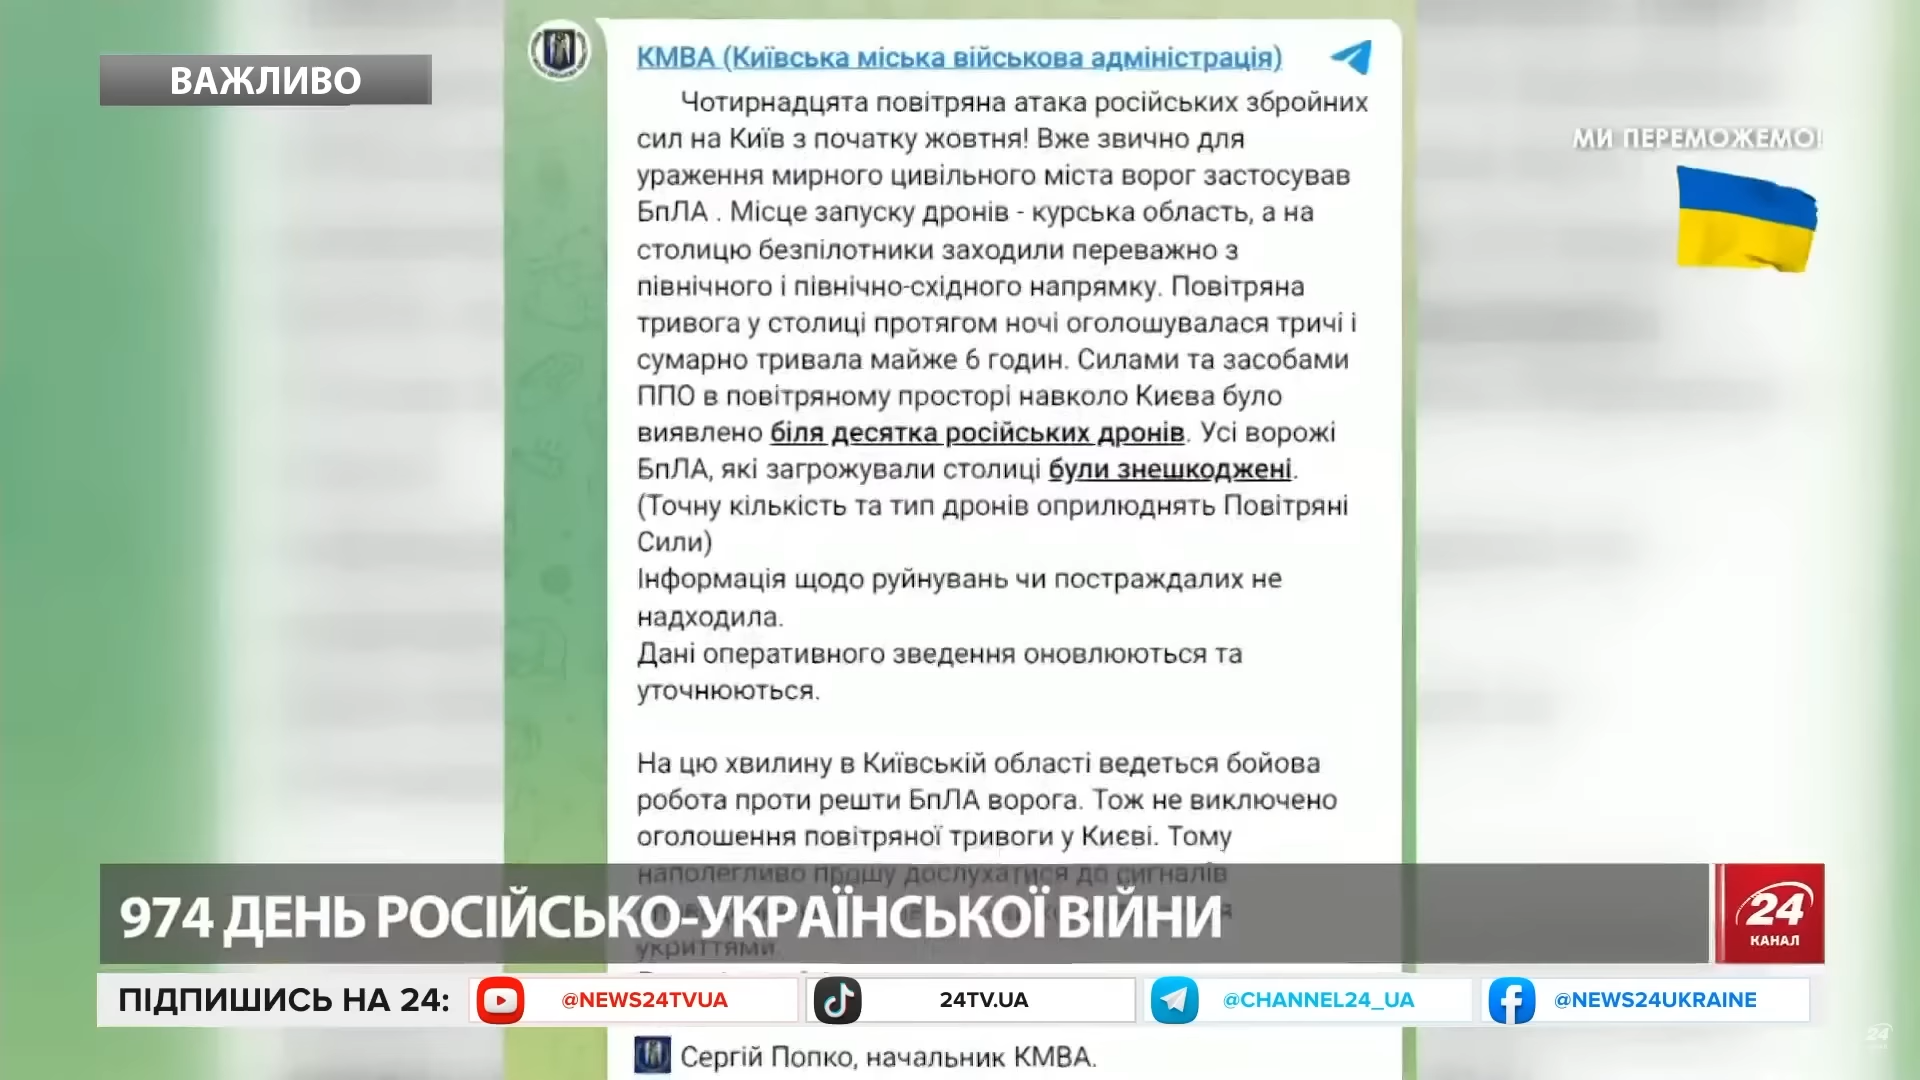 ВАЖЛИВО
КМВА (Київська міська військова адміністрація)
Чотирнадцята повітряна атака російських збройних
сил на Київ з початку жовтня! Вже звично для
ураження мирного цивільного міста ворог застосував
БпЛА . Місце запуску дронів - курська область, а на
столицю безпілотники заходили переважно з
північного і північно-східного напрямку. Повітряна
тривога у столиці протягом ночі оголошувалася тричі і
сумарно тривала майже 6 годин. Силами та засобами
ППО в повітряному просторі навколо Києва було
виявлено біля десятка російських дронів. Усі ворожі
БпЛА, які загрожували столиці були знешкоджені.
(Точну кількість та тип дронів оприлюднять Повітряні
Сили)
Інформація щодо руйнувань чи постраждалих не
надходила.
Дані оперативного зведення оновлюються та
уточнюються.
На цю хвилину в Київській області ведеться бойова
робота проти решти БпЛА ворога. Тож не виключено
оголошення повітряної тривоги у Києві. Тому
наполегливо прошу дослухатися до сигналів
укриттями.
Сергій Попко, начальник КМВА.
МИ ПЕРЕМОЖЕМО!
974 ДЕНЬ РОСІЙСЬКО-УКРАЇНСЬКОЇ ВІЙНИ
24
КАНАЛ
ПІДПИШИСЬ НА 24:
@NEWS24TVUA
24TV.UA
@CHANNEL24_UA
@NEWS24UKRAINE
24